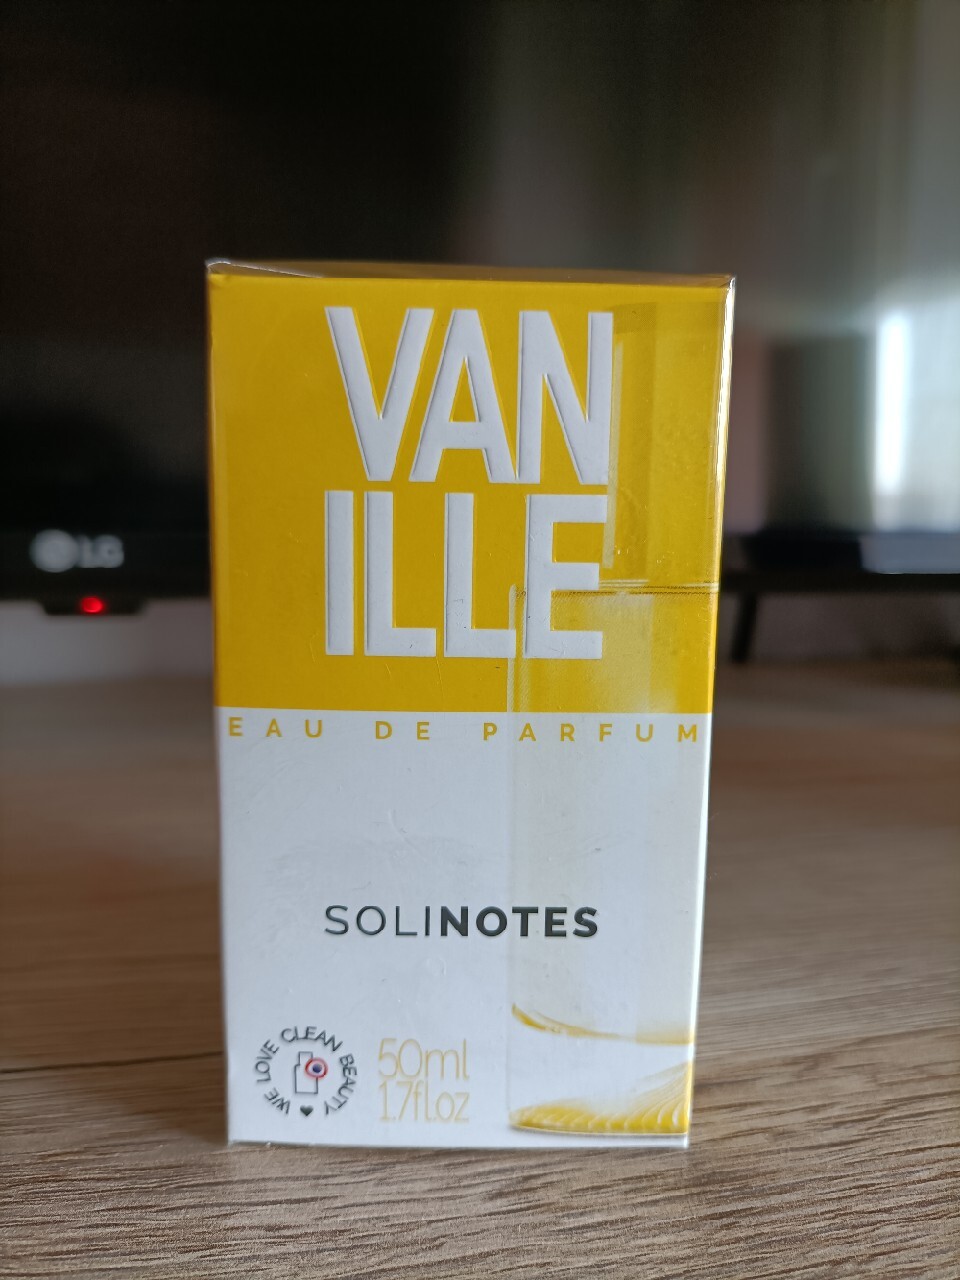 VAN
ILLE
EAU DE PARFUM
SOLINOTES
WE LOVE CLEAN BEAUTY
50ml
1.7fl.oz
LG